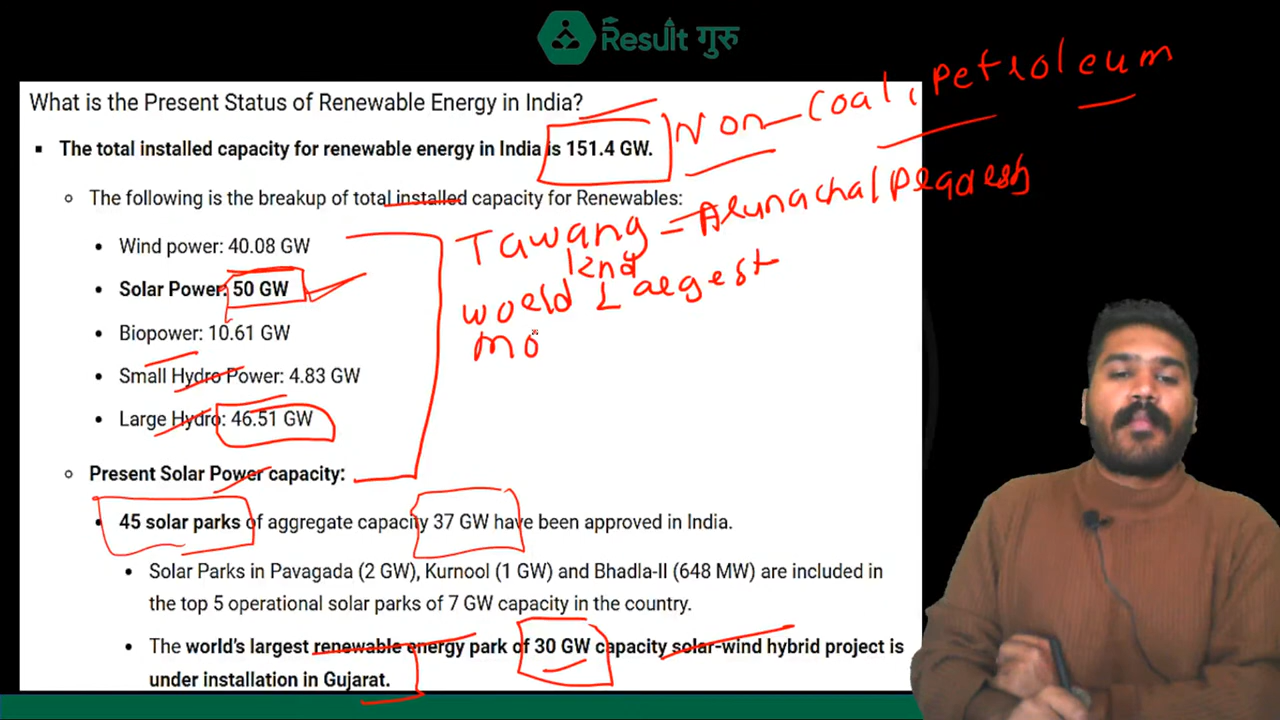 Result गुरु
What is the Present Status of Renewable Energy in India?
Non-Coal, Petroleum
The total installed capacity for renewable energy in India is 151.4 GW.
The following is the breakup of total installed capacity for Renewables:
Tawang = Arunachal Pradesh
Wind power: 40.08 GW
12nd
Solar Power: 50 GW
World Largest
Biopower: 10.61 GW
mo
Small Hydro Power: 4.83 GW
Large Hydro: 46.51 GW
Present Solar Power capacity:
45 solar parks of aggregate capacity 37 GW have been approved in India.
Solar Parks in Pavagada (2 GW), Kurnool (1 GW) and Bhadla-II (648 MW) are included in
the top 5 operational solar parks of 7 GW capacity in the country.
The world's largest renewable energy park of 30 GW capacity solar-wind hybrid project is
under installation in Gujarat.